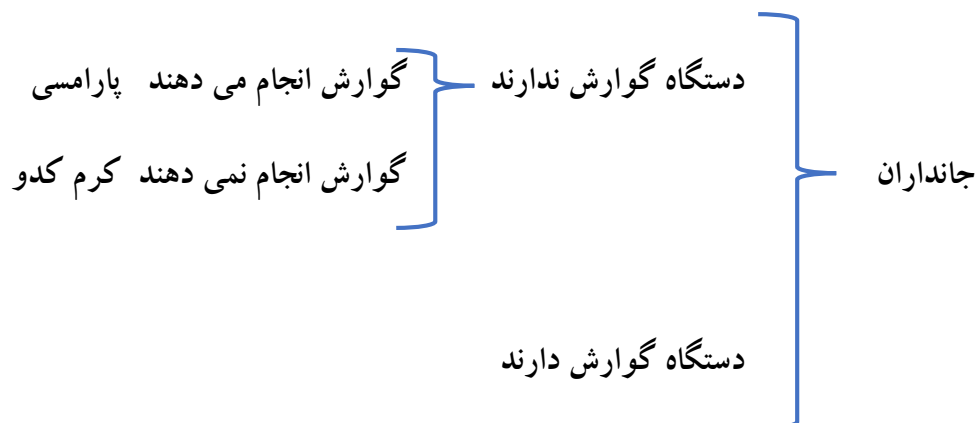 دستگاه گوارش ندارند گوارش انجام می دهند پارامسی
جانداران گوارش انجام نمی دهند کرم کدو
دستگاه گوارش دارند